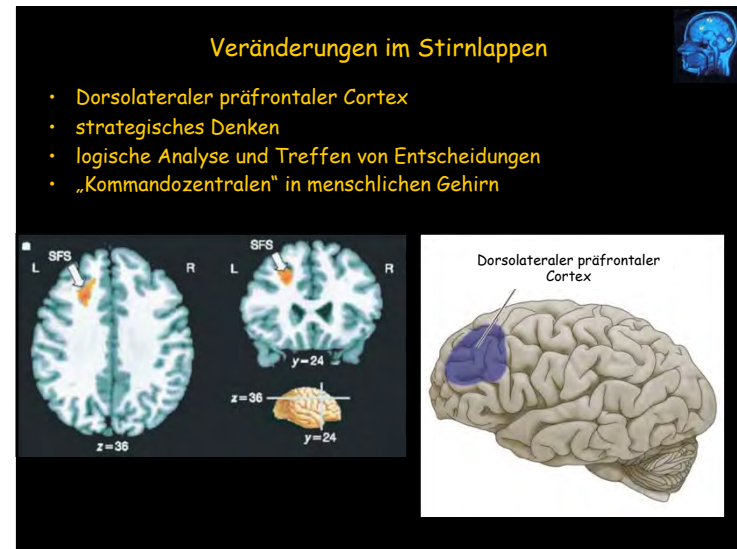 Veränderungen im Stirnlappen
• Dorsolateraler präfrontaler Cortex
• strategisches Denken
• logische Analyse und Treffen von Entscheidungen
• „Kommandozentralen“ in menschlichen Gehirn
SFS
L
R
z=36
SFS
L
R
y=24
z=36
y=24
Dorsolateraler präfrontaler
Cortex